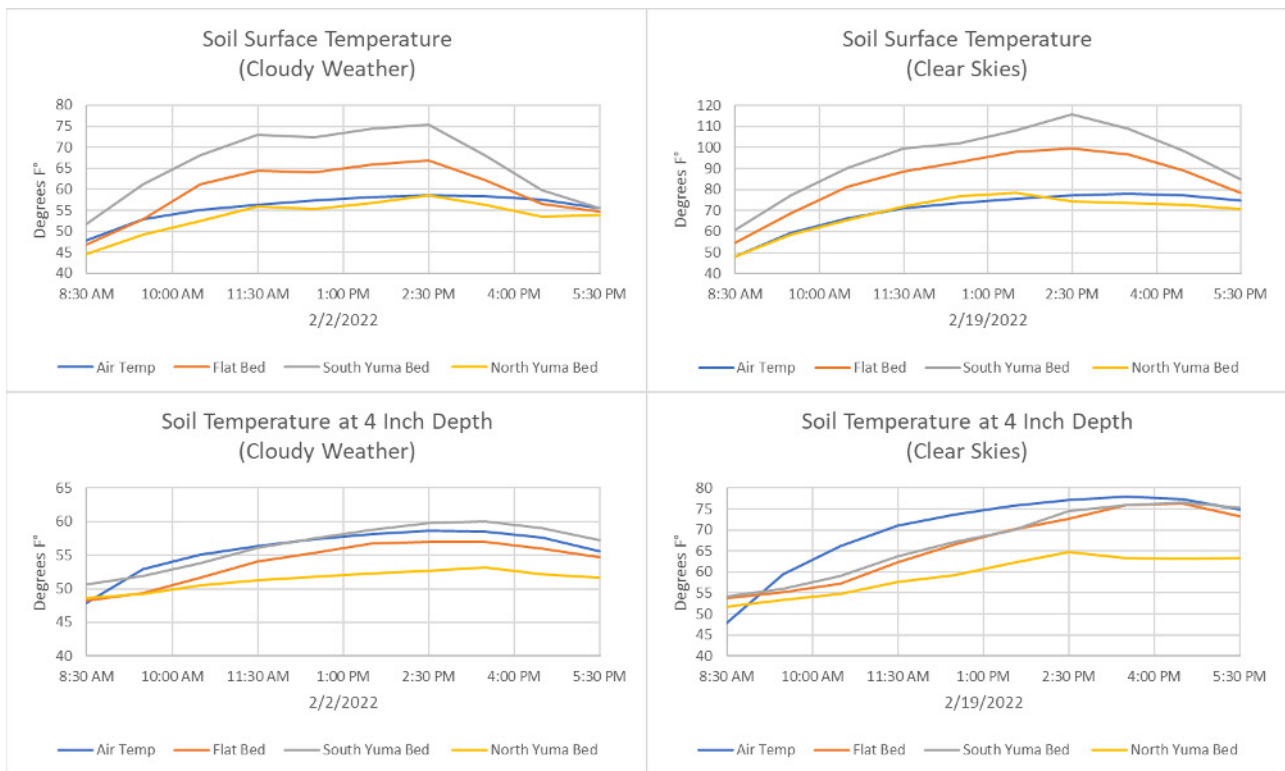 Soil Surface Temperature
(Cloudy Weather)
Degrees F°
80
75
70
65
60
55
50
45
40
8:30 AM 10:00 AM 11:30 AM 1:00 PM 2:30 PM 4:00 PM 5:30 PM
2/2/2022
Air Temp Flat Bed South Yuma Bed North Yuma Bed
Soil Surface Temperature
(Clear Skies)
Degrees F°
120
110
100
90
80
70
60
50
40
8:30 AM 10:00 AM 11:30 AM 1:00 PM 2:30 PM 4:00 PM 5:30 PM
2/19/2022
Air Temp Flat Bed South Yuma Bed North Yuma Bed
Soil Temperature at 4 Inch Depth
(Cloudy Weather)
Degrees F°
65
60
55
50
45
40
8:30 AM 10:00 AM 11:30 AM 1:00 PM 2:30 PM 4:00 PM 5:30 PM
2/2/2022
Air Temp Flat Bed South Yuma Bed North Yuma Bed
Soil Temperature at 4 Inch Depth
(Clear Skies)
Degrees F°
80
75
70
65
60
55
50
45
40
8:30 AM 10:00 AM 11:30 AM 1:00 PM 2:30 PM 4:00 PM 5:30 PM
2/19/2022
Air Temp Flat Bed South Yuma Bed North Yuma Bed